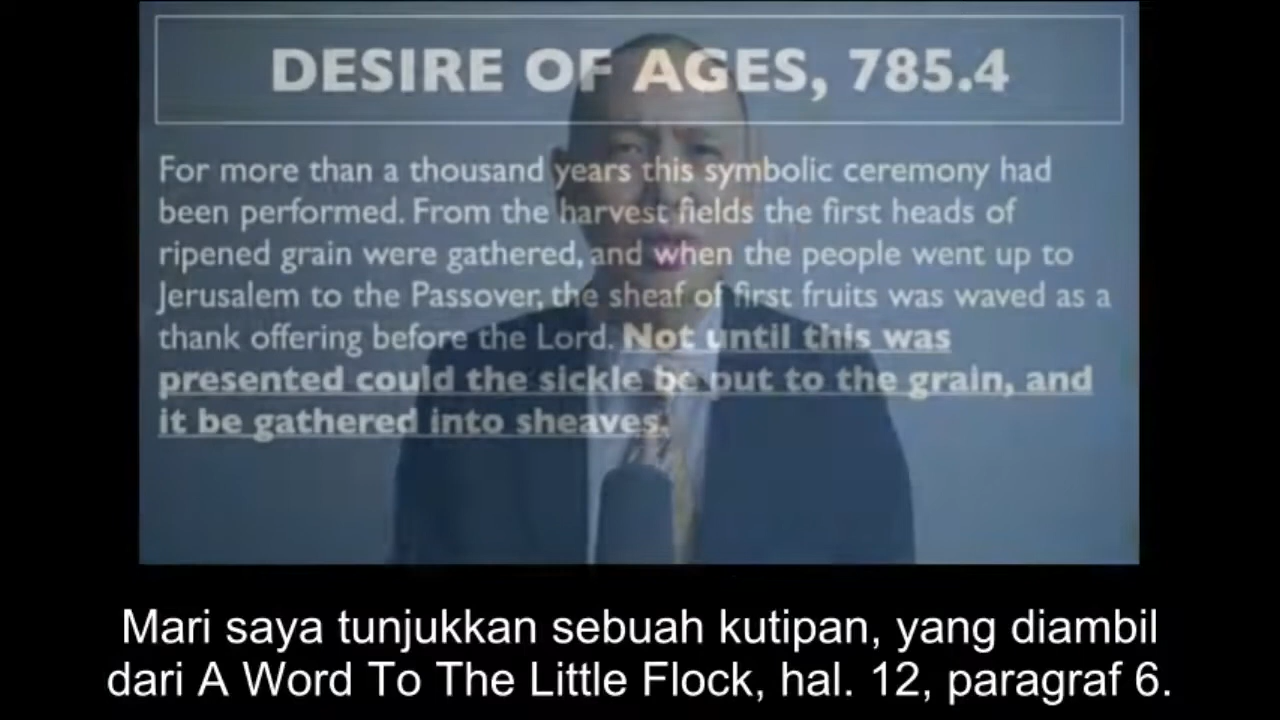 DESIRE OF AGES, 785.4
For more than a thousand years this symbolic ceremony had
been performed. From the harvest fields the first heads of
ripened grain were gathered, and when the people went up to
Jerusalem to the Passover, the sheaf of first fruits was waved as a
thank offering before the Lord. Not until this was
presented could the sickle be put to the grain, and
it be gathered into sheaves.
Mari saya tunjukkan sebuah kutipan, yang diambil
dari A Word To The Little Flock, hal. 12, paragraf 6.